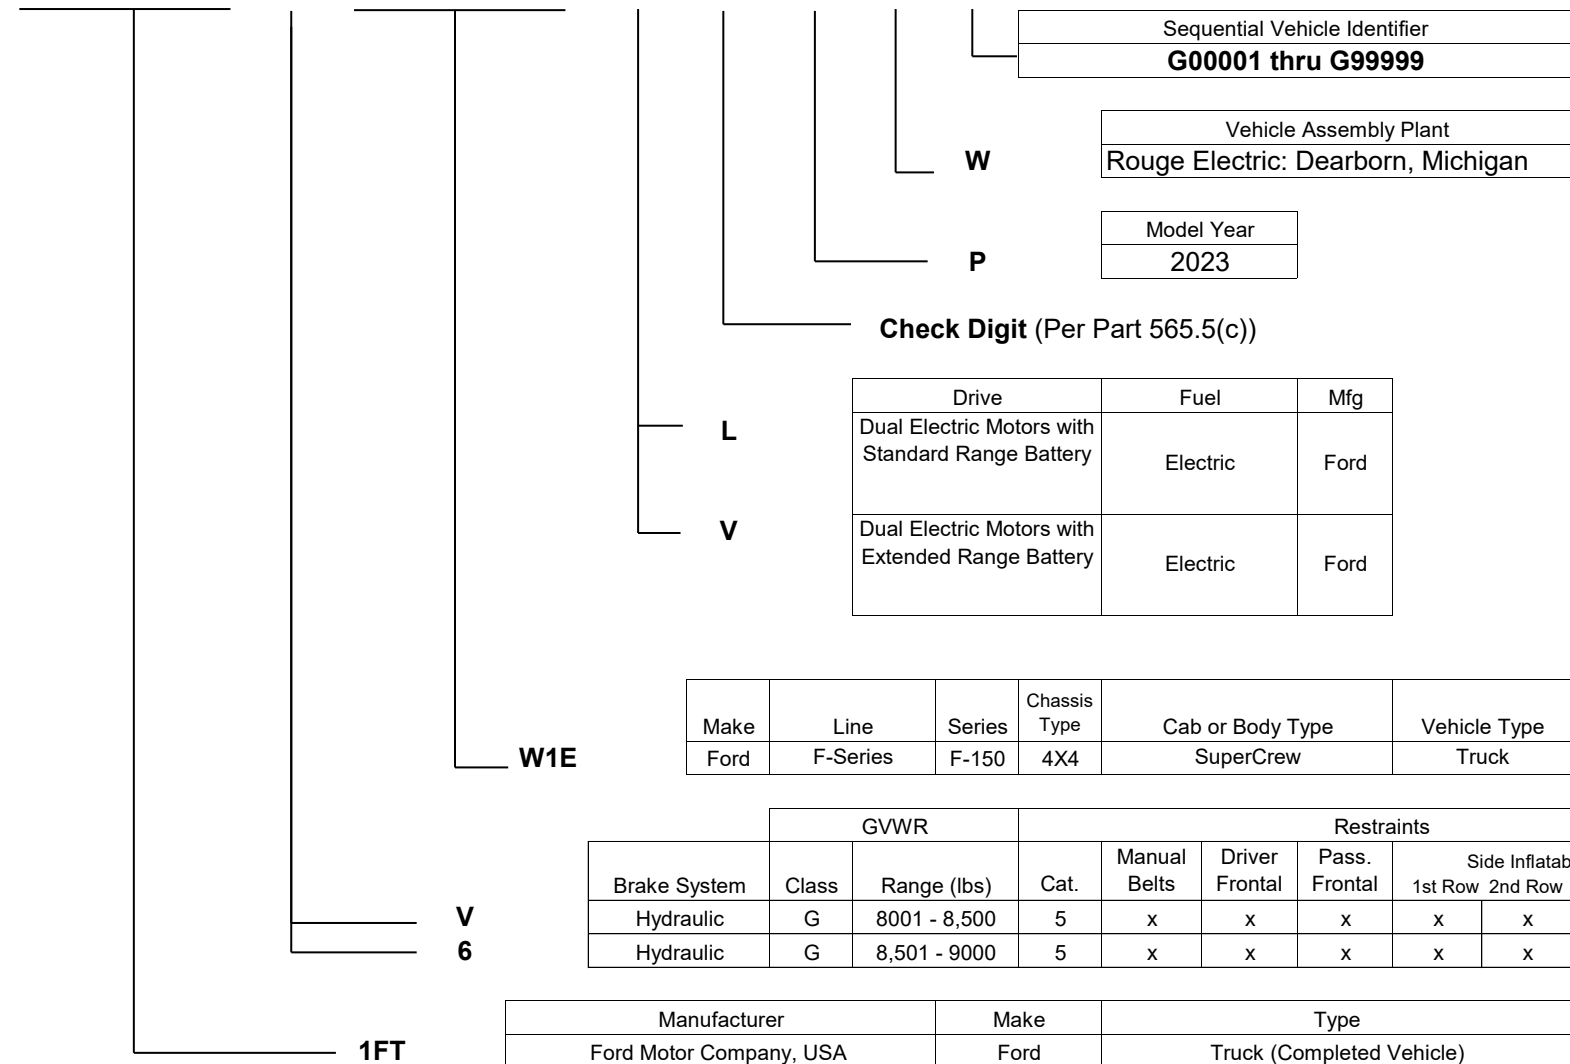 Sequential Vehicle Identifier
G00001 thru G99999
Vehicle Assembly Plant
W Rouge Electric: Dearborn, Michigan
Model Year
P 2023
Check Digit (Per Part 565.5(c))
Drive Fuel Mfg
L Dual Electric Motors with
Standard Range Battery Electric Ford
V Dual Electric Motors with
Extended Range Battery Electric Ford
Make Line Series Chassis Type Cab or Body Type Vehicle Type
W1E Ford F-Series F-150 4X4 SuperCrew Truck
GVWR Restraints
Brake System Class Range (lbs) Cat. Manual Belts Driver Frontal Pass. Frontal Side Inflatab 1st Row 2nd Row
V Hydraulic G 8001 - 8,500 5 x x x x x
6 Hydraulic G 8,501 - 9000 5 x x x x x
Manufacturer Make Type
1FT Ford Motor Company, USA Ford Truck (Completed Vehicle)